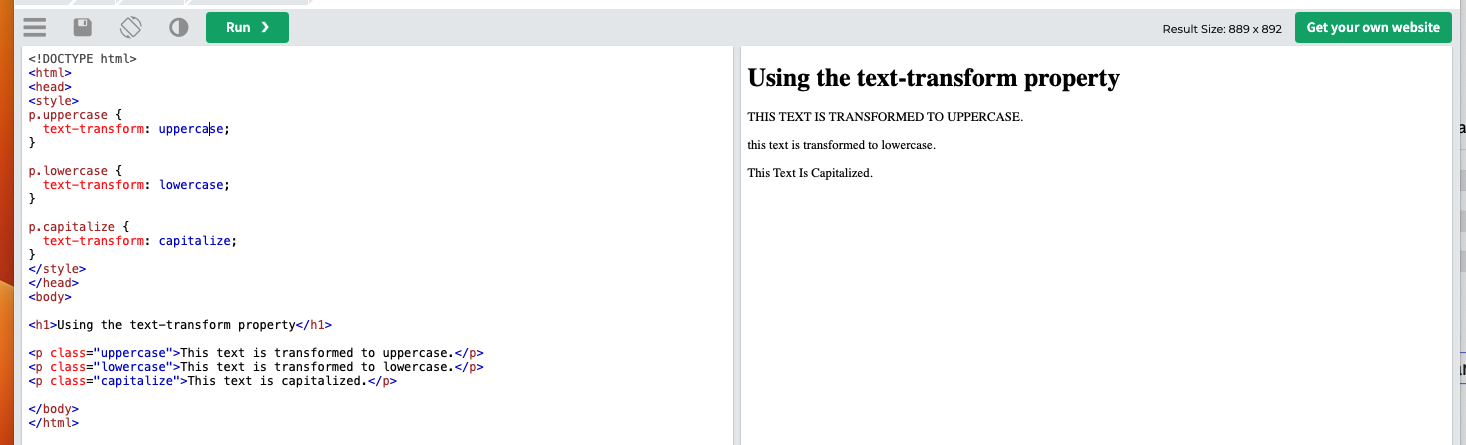 Run ❯
Result Size: 889 x 892
Get your own website
<!DOCTYPE html>
<html>
<head>
<style>
p.uppercase {
  text-transform: uppercase;
}

p.lowercase {
  text-transform: lowercase;
}

p.capitalize {
  text-transform: capitalize;
}
</style>
</head>
<body>

<h1>Using the text-transform property</h1>

<p class="uppercase">This text is transformed to uppercase.</p>
<p class="lowercase">This text is transformed to lowercase.</p>
<p class="capitalize">This text is capitalized.</p>

</body>
</html>
Using the text-transform property
THIS TEXT IS TRANSFORMED TO UPPERCASE.
this text is transformed to lowercase.
This Text Is Capitalized.